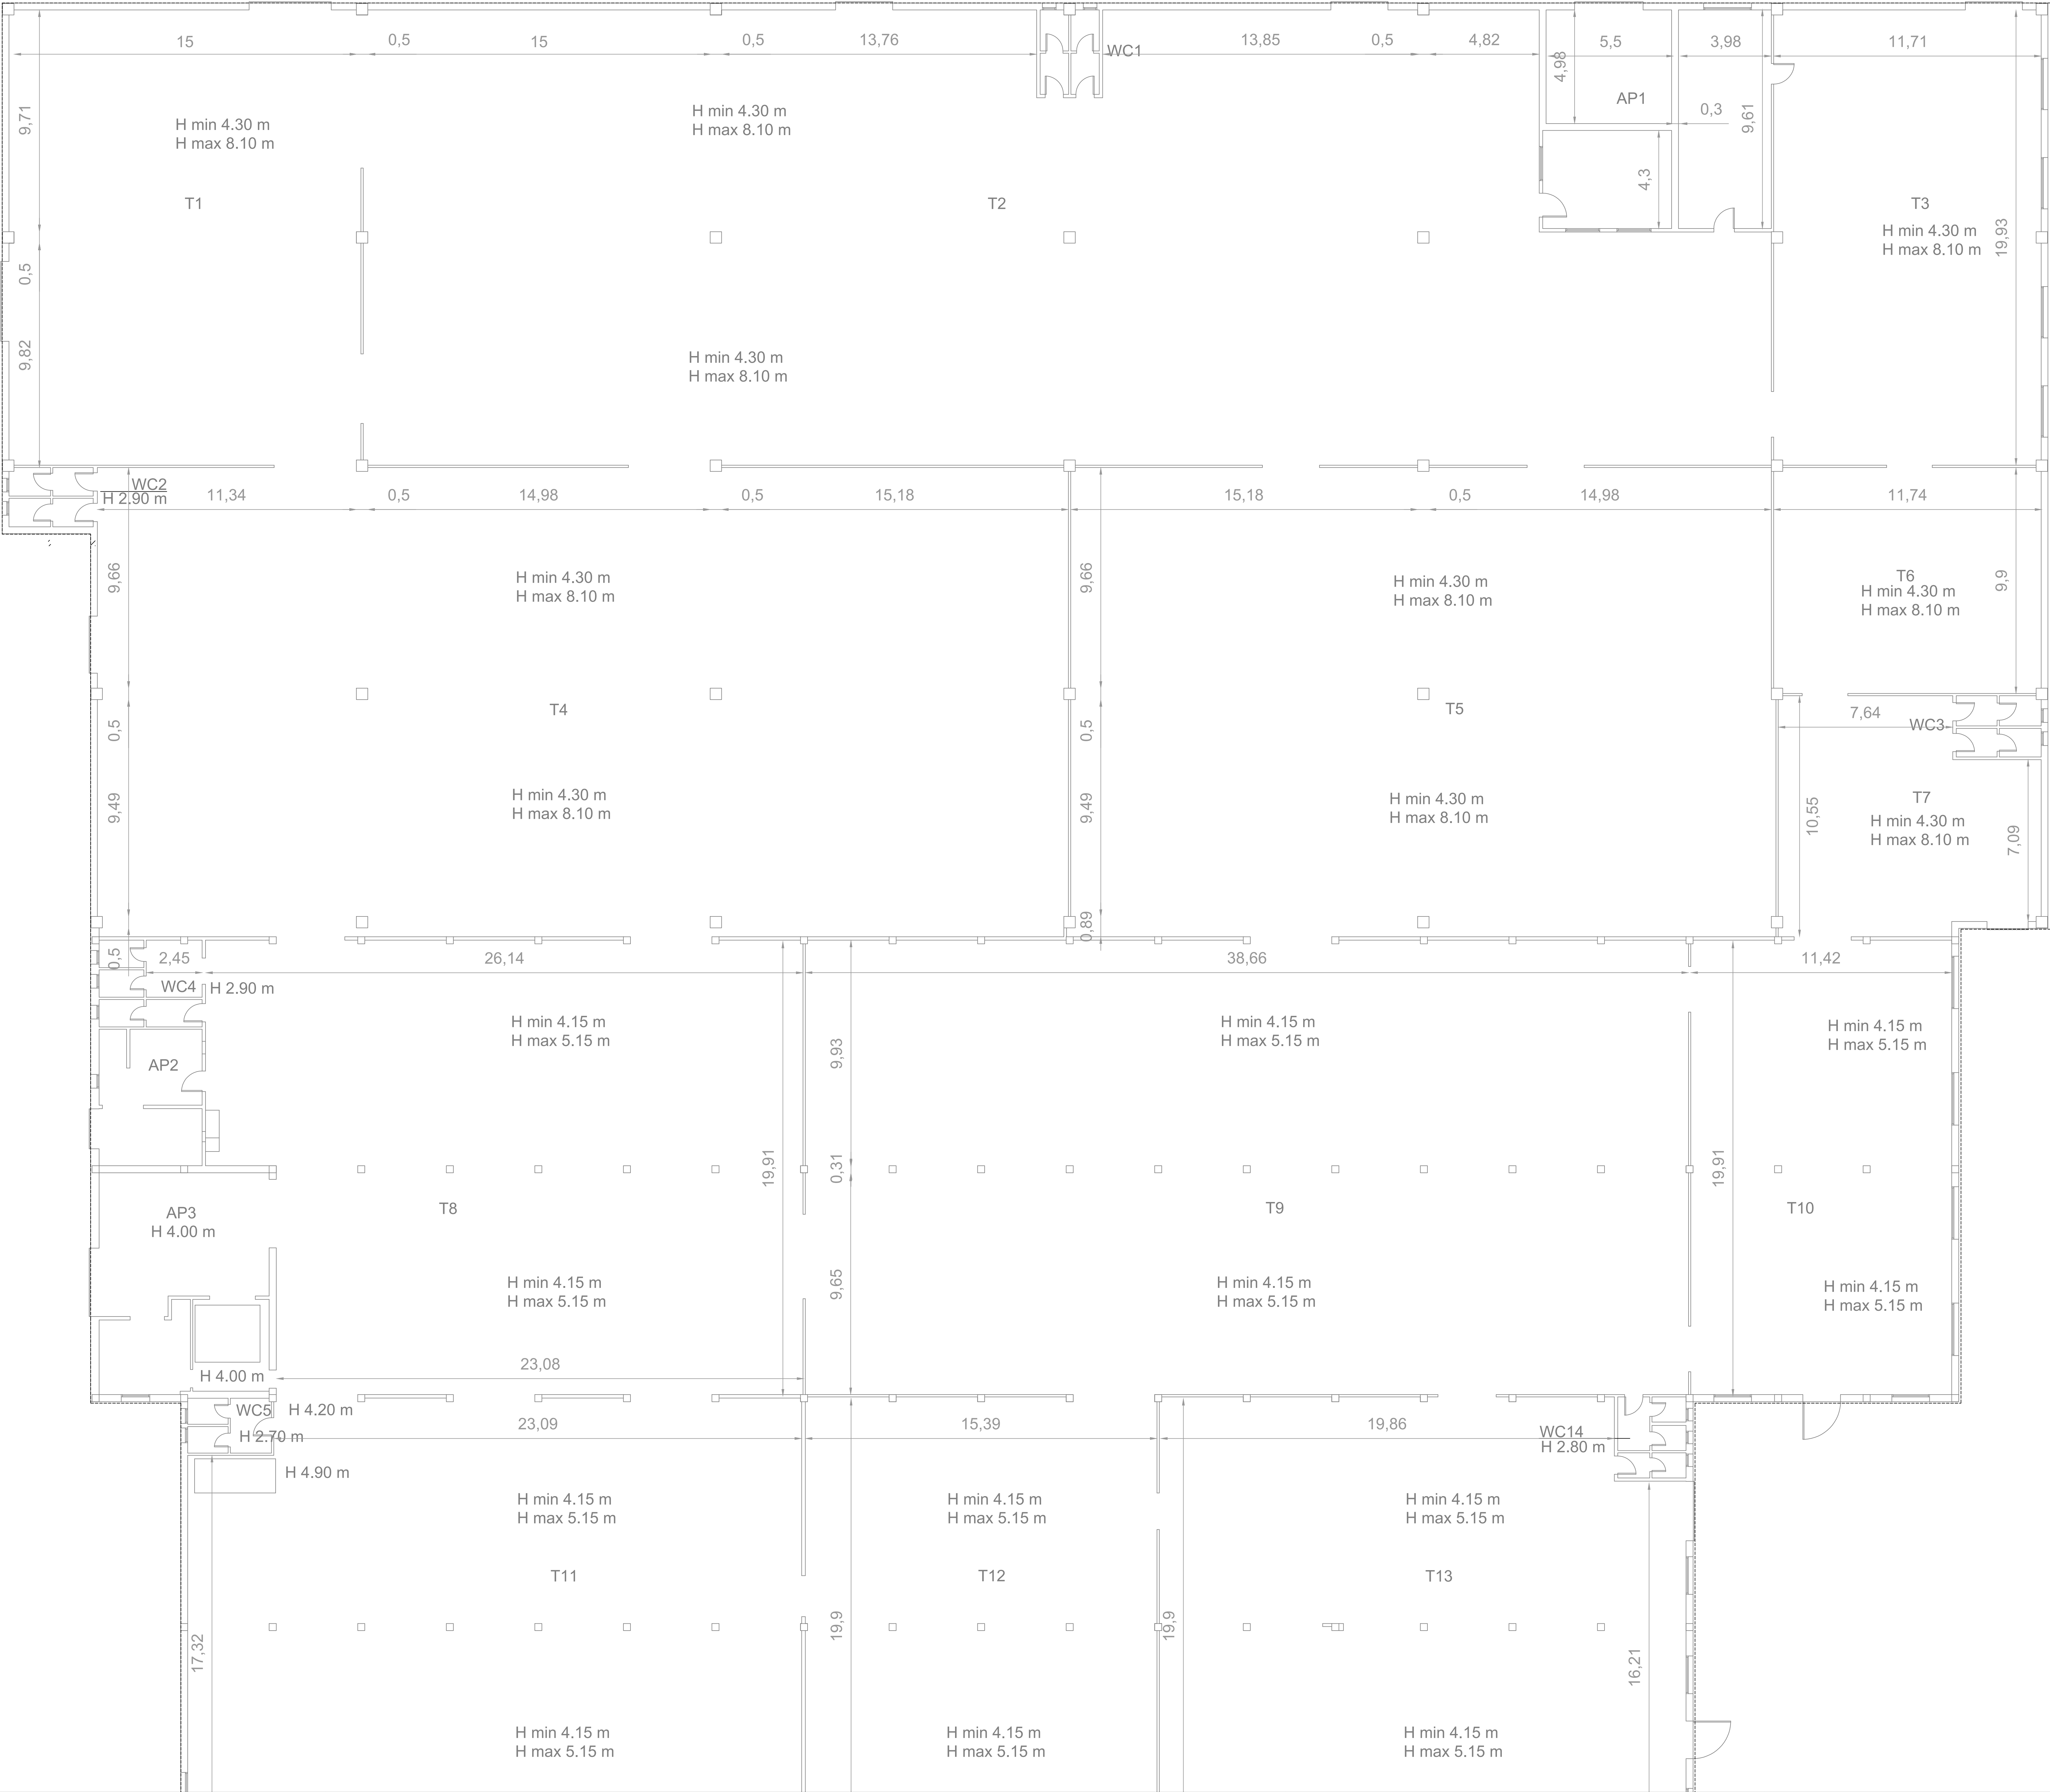 15
0,5
15
0,5
13,76
WC1
13,85
0,5
4,82
5,5
3,98
11,71
4,98
AP1
0,3
9,61
9,71
H min 4.30 m
H max 8.10 m
H min 4.30 m
H max 8.10 m
4,3
T1
T2
T3
H min 4.30 m
H max 8.10 m
19,93
0,5
9,82
H min 4.30 m
H max 8.10 m
WC2
H 2.90 m
11,34
0,5
14,98
0,5
15,18
15,18
0,5
14,98
11,74
9,66
H min 4.30 m
H max 8.10 m
9,66
H min 4.30 m
H max 8.10 m
T6
H min 4.30 m
H max 8.10 m
9,9
0,5
T4
0,5
T5
7,64
WC3
9,49
H min 4.30 m
H max 8.10 m
9,49
H min 4.30 m
H max 8.10 m
10,55
T7
H min 4.30 m
H max 8.10 m
7,09
0,89
0,5
2,45
26,14
38,66
11,42
WC4
H 2.90 m
H min 4.15 m
H max 5.15 m
9,93
H min 4.15 m
H max 5.15 m
H min 4.15 m
H max 5.15 m
AP2
19,91
0,31
19,91
AP3
H 4.00 m
T8
T9
T10
H min 4.15 m
H max 5.15 m
9,65
H min 4.15 m
H max 5.15 m
H min 4.15 m
H max 5.15 m
23,08
H 4.00 m
WC5
H 4.20 m
H 2.70 m
23,09
15,39
19,86
WC14
H 2.80 m
H 4.90 m
H min 4.15 m
H max 5.15 m
H min 4.15 m
H max 5.15 m
H min 4.15 m
H max 5.15 m
T11
T12
T13
17,32
19,9
19,9
16,21
H min 4.15 m
H max 5.15 m
H min 4.15 m
H max 5.15 m
H min 4.15 m
H max 5.15 m